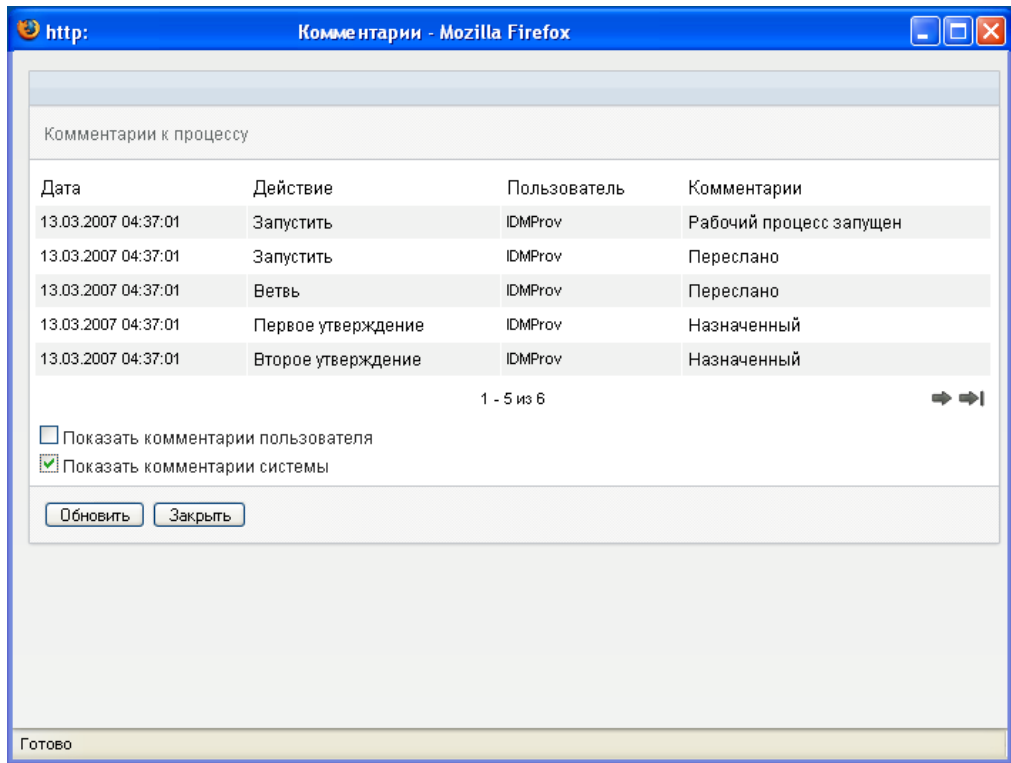 http: Комментарии - Mozilla Firefox
Комментарии к процессу
Дата Действие Пользователь Комментарии
13.03.2007 04:37:01 Запустить IDMProv Рабочий процесс запущен
13.03.2007 04:37:01 Запустить IDMProv Переслано
13.03.2007 04:37:01 Ветвь IDMProv Переслано
13.03.2007 04:37:01 Первое утверждение IDMProv Назначенный
13.03.2007 04:37:01 Второе утверждение IDMProv Назначенный
1 - 5 из 6
Показать комментарии пользователя
Показать комментарии системы
Обновить Закрыть
Готово